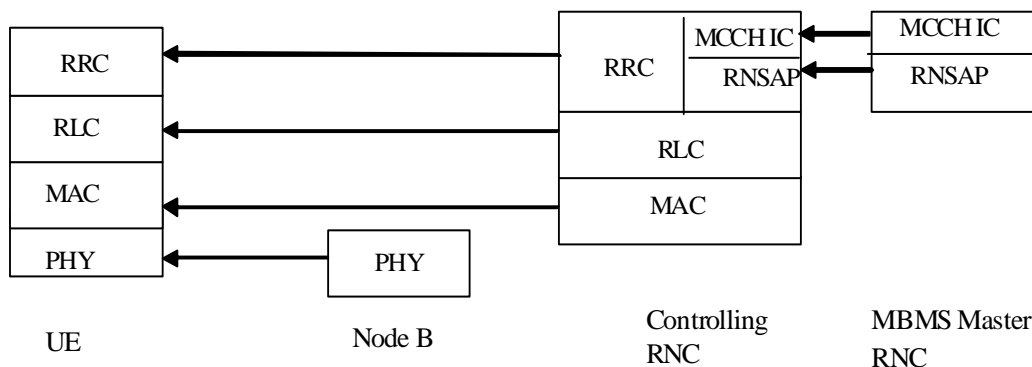 RRC
RLC
MAC
PHY
UE
PHY
Node B
RRC
MCCH IC
RNSAP
RLC
MAC
Controlling
RNC
MCCH IC
RNSAP
MBMS Master
RNC